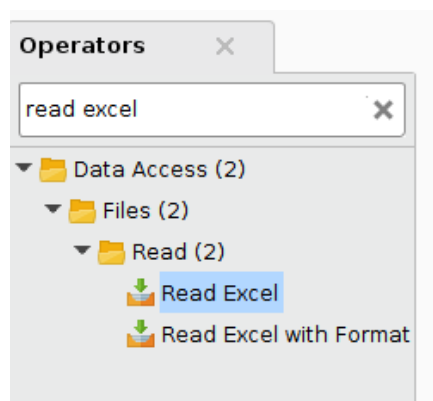 Operators
read excel
Data Access (2)
Files (2)
Read (2)
Read Excel
Read Excel with Format